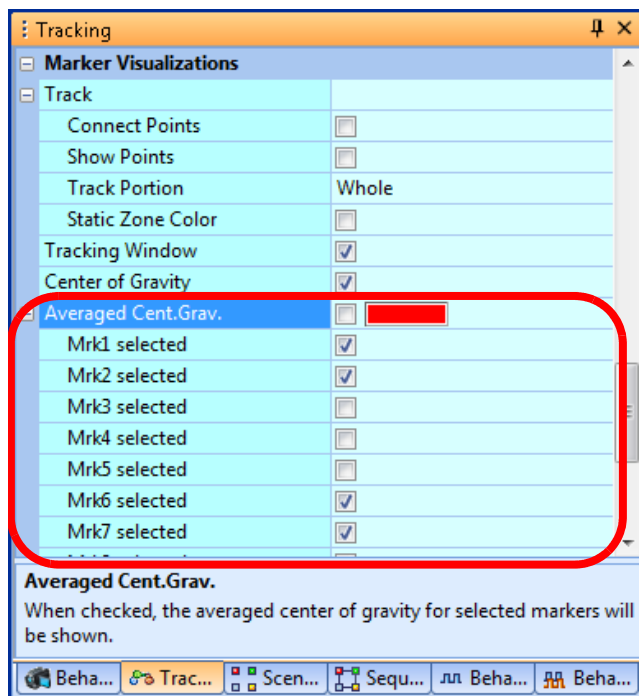 Tracking
Marker Visualizations
Track
Connect Points
Show Points
Track Portion Whole
Static Zone Color
Tracking Window
Center of Gravity
Averaged Cent.Grav.
Mrk1 selected
Mrk2 selected
Mrk3 selected
Mrk4 selected
Mrk5 selected
Mrk6 selected
Mrk7 selected
Averaged Cent.Grav.
When checked, the averaged center of gravity for selected markers will
be shown.
Beha... Trac... Scen... Sequ... Beha... Beha...